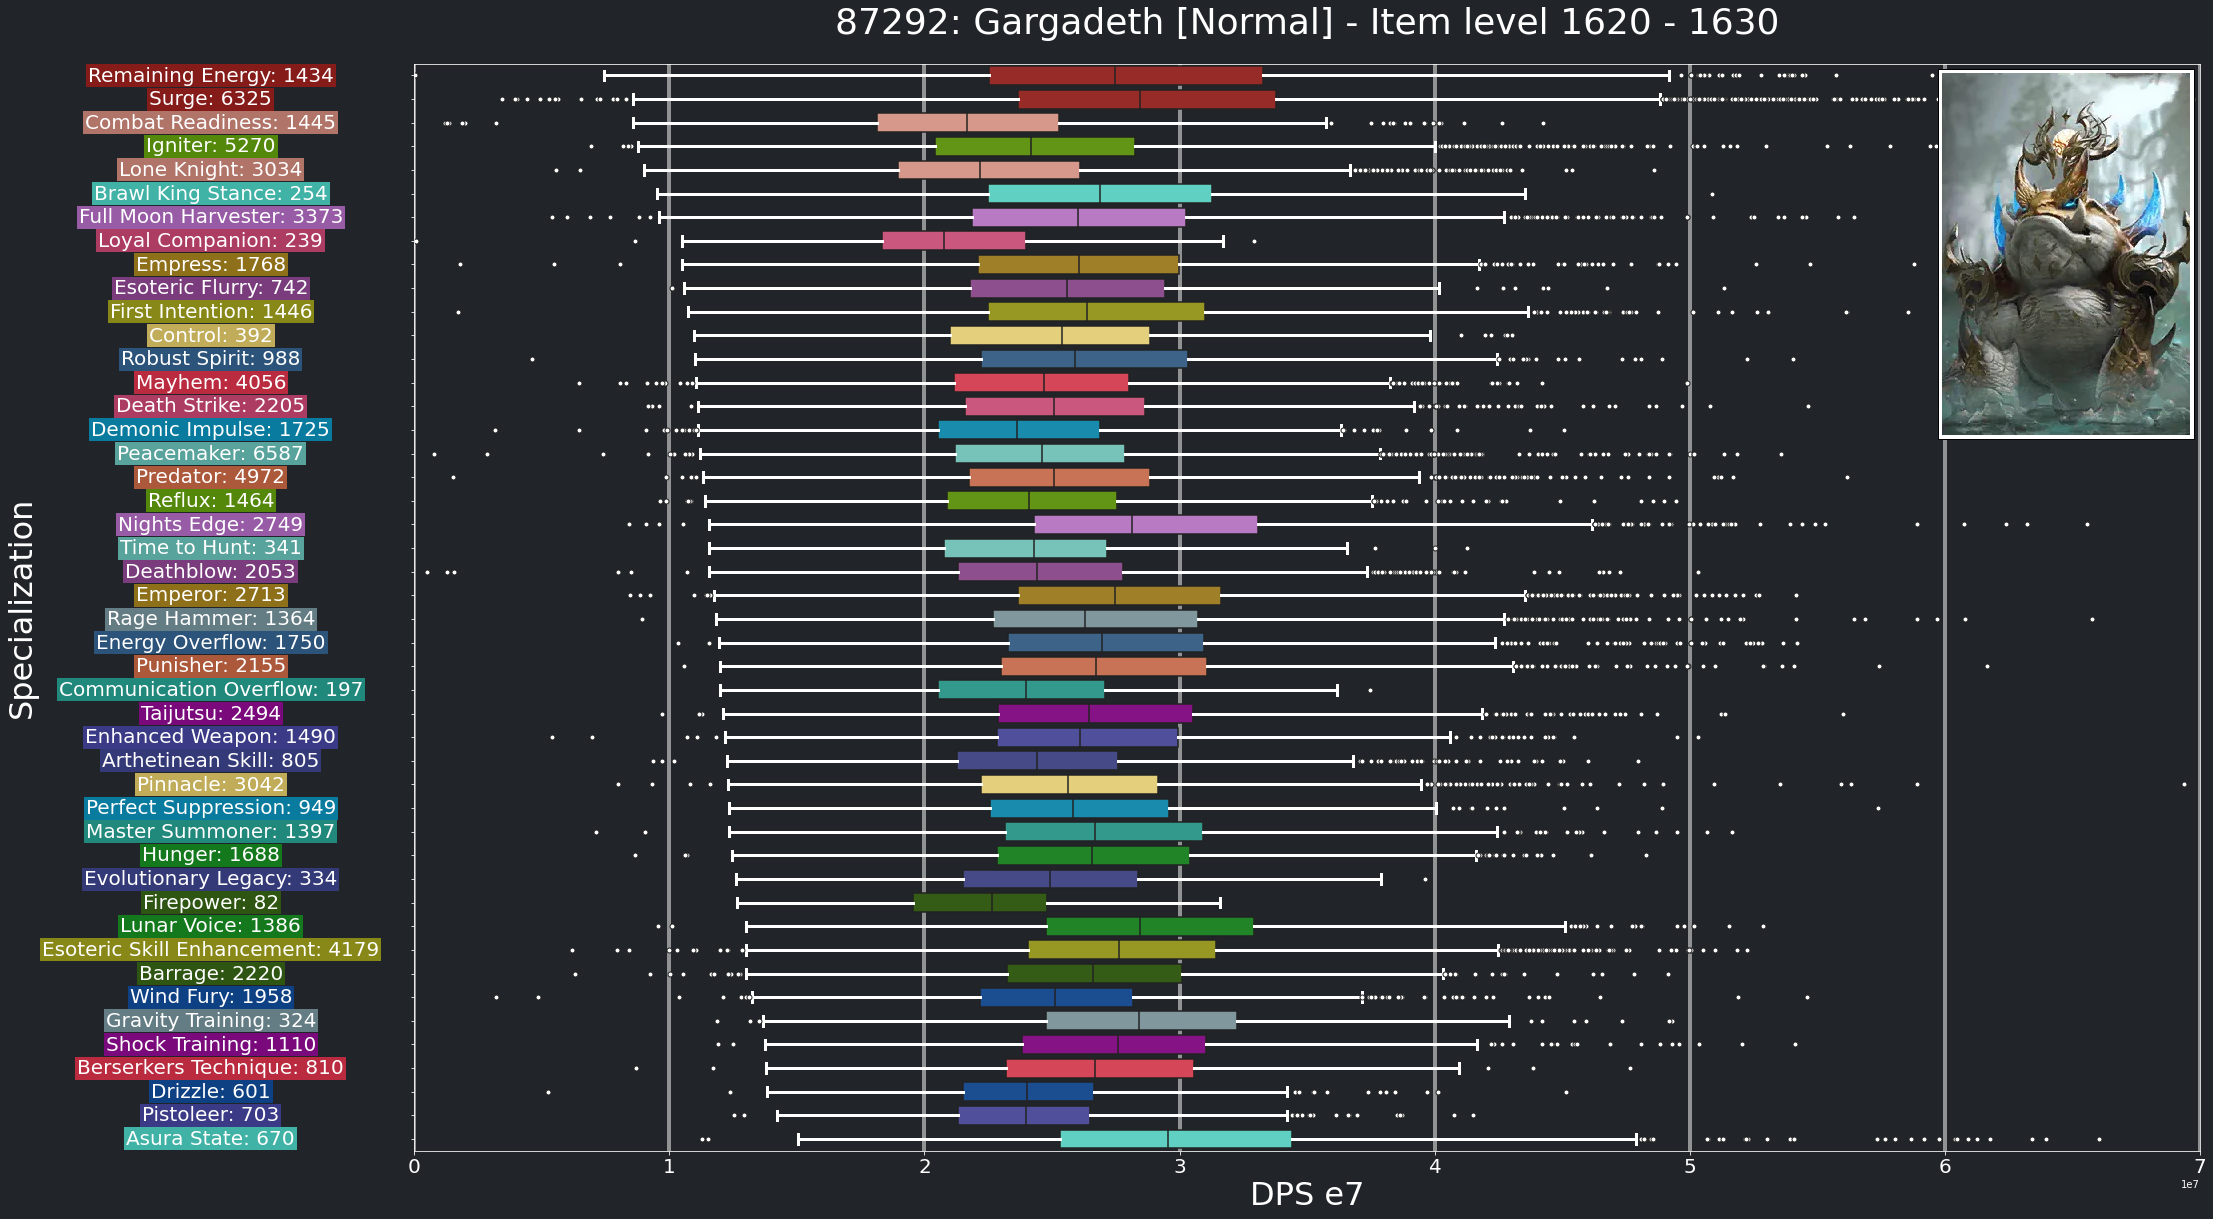 87292: Gargadeth [Normal] - Item level 1620 - 1630
Remaining Energy: 1434
Surge: 6325
Combat Readiness: 1445
Igniter: 5270
Lone Knight: 3034
Brawl King Stance: 254
Full Moon Harvester: 3373
Loyal Companion: 239
Empress: 1768
Esoteric Flurry: 742
First Intention: 1446
Control: 392
Robust Spirit: 988
Mayhem: 4056
Death Strike: 2205
Demonic Impulse: 1725
Peacemaker: 6587
Predator: 4972
Reflux: 1464
Nights Edge: 2749
Time to Hunt: 341
Deathblow: 2053
Emperor: 2713
Rage Hammer: 1364
Energy Overflow: 1750
Punisher: 2155
Communication Overflow: 197
Taijutsu: 2494
Enhanced Weapon: 1490
Arthetinean Skill: 805
Pinnacle: 3042
Perfect Suppression: 949
Master Summoner: 1397
Hunger: 1688
Evolutionary Legacy: 334
Firepower: 82
Lunar Voice: 1386
Esoteric Skill Enhancement: 4179
Barrage: 2220
Wind Fury: 1958
Gravity Training: 324
Shock Training: 1110
Berserkers Technique: 810
Drizzle: 601
Pistoleer: 703
Asura State: 670
Specialization
0 1 2 3 4 5 6 7
1e7
DPS e7